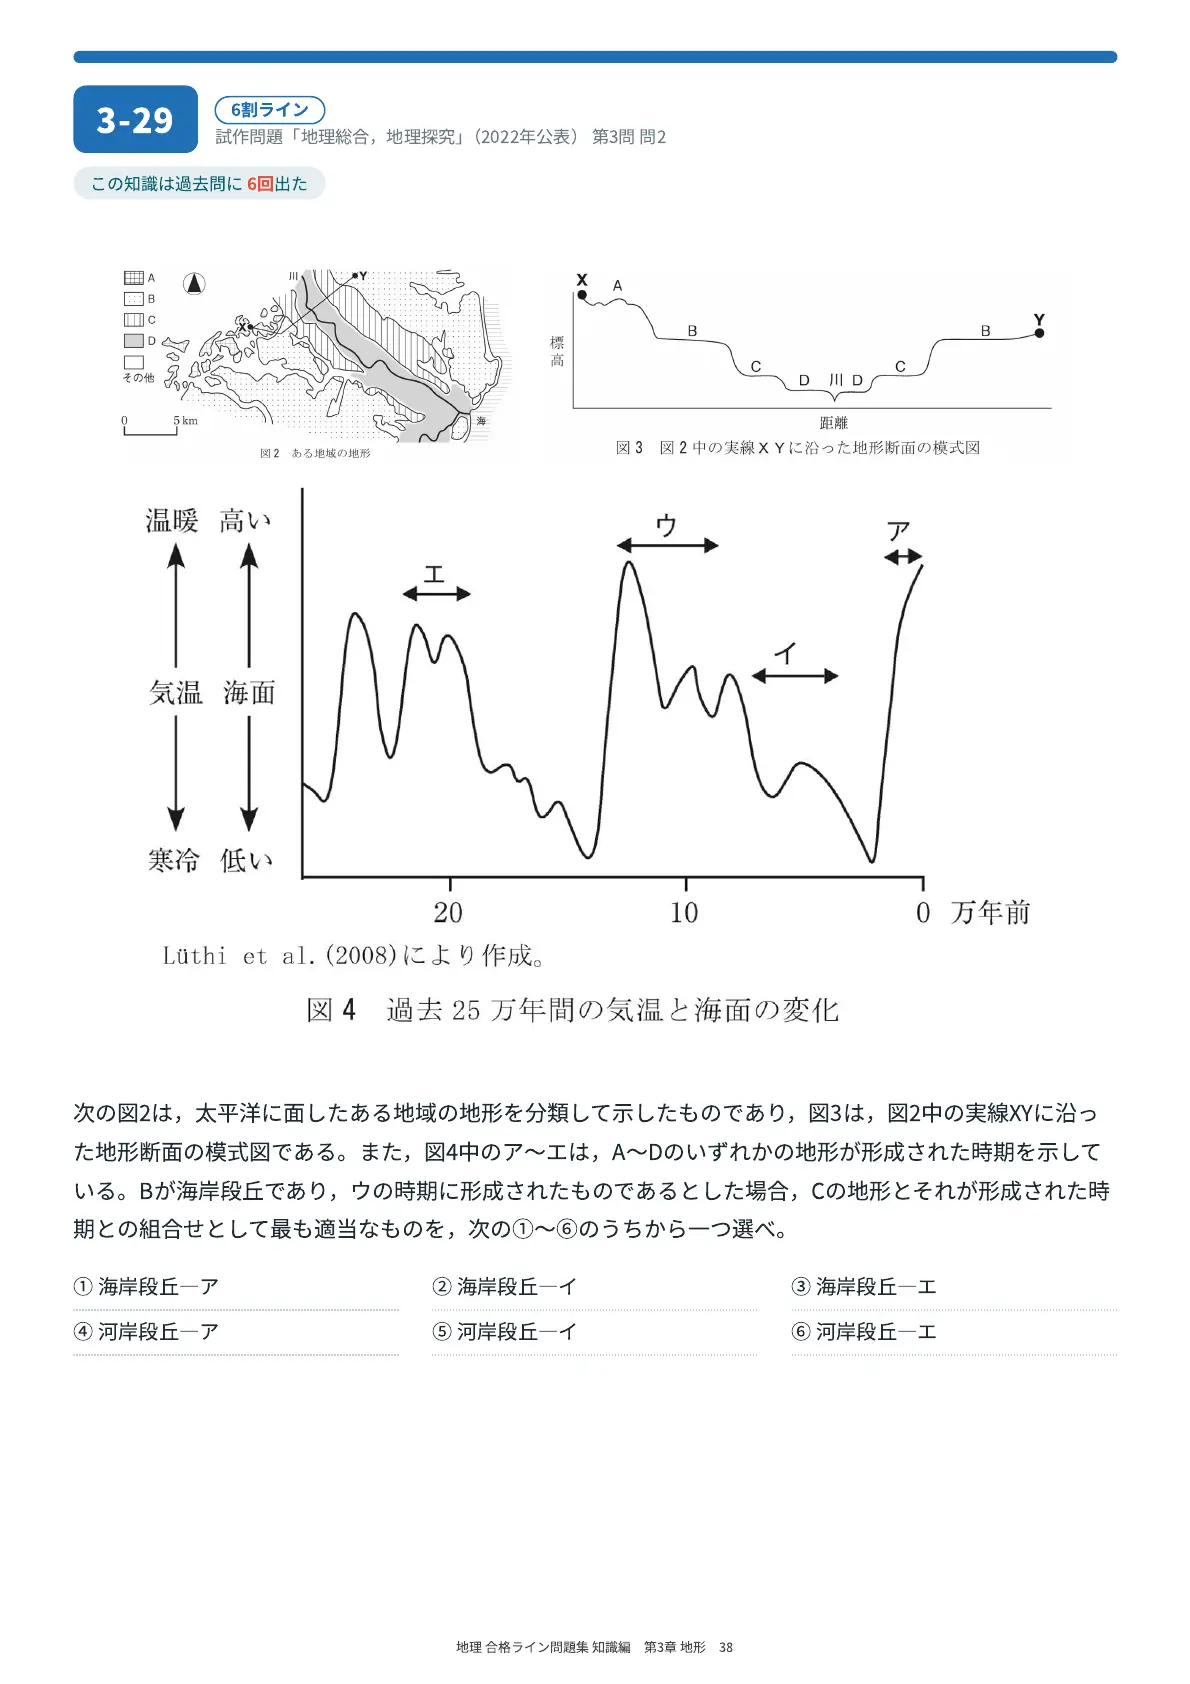 3-29
6割ライン
試作問題「地理総合，地理探究」（2022年公表） 第3問 問2
この知識は過去問に 6回出た
A
B
C
D
その他
0 5 km
川
X
Y
海
図2 ある地域の地形
標高
X
A
B
C
D
川
D
C
B
Y
距離
図3 図2中の実線XYに沿った地形断面の模式図
温暖 高い
気温 海面
寒冷 低い
エ
ウ
イ
ア
20 10 0 万年前
Lüthi et al.(2008)により作成。
図4 過去25万年間の気温と海面の変化
次の図2は，太平洋に面したある地域の地形を分類して示したものであり，図3は，図2中の実線XYに沿っ
た地形断面の模式図である。また，図4中のア～エは，A～Dのいずれかの地形が形成された時期を示して
いる。Bが海岸段丘であり，ウの時期に形成されたものであるとした場合，Cの地形とそれが形成された時
期との組合せとして最も適当なものを，次の①～⑥のうちから一つ選べ。
① 海岸段丘―ア
② 海岸段丘―イ
③ 海岸段丘―エ
④ 河岸段丘―ア
⑤ 河岸段丘―イ
⑥ 河岸段丘―エ
地理 合格ライン問題集 知識編 第3章 地形 38